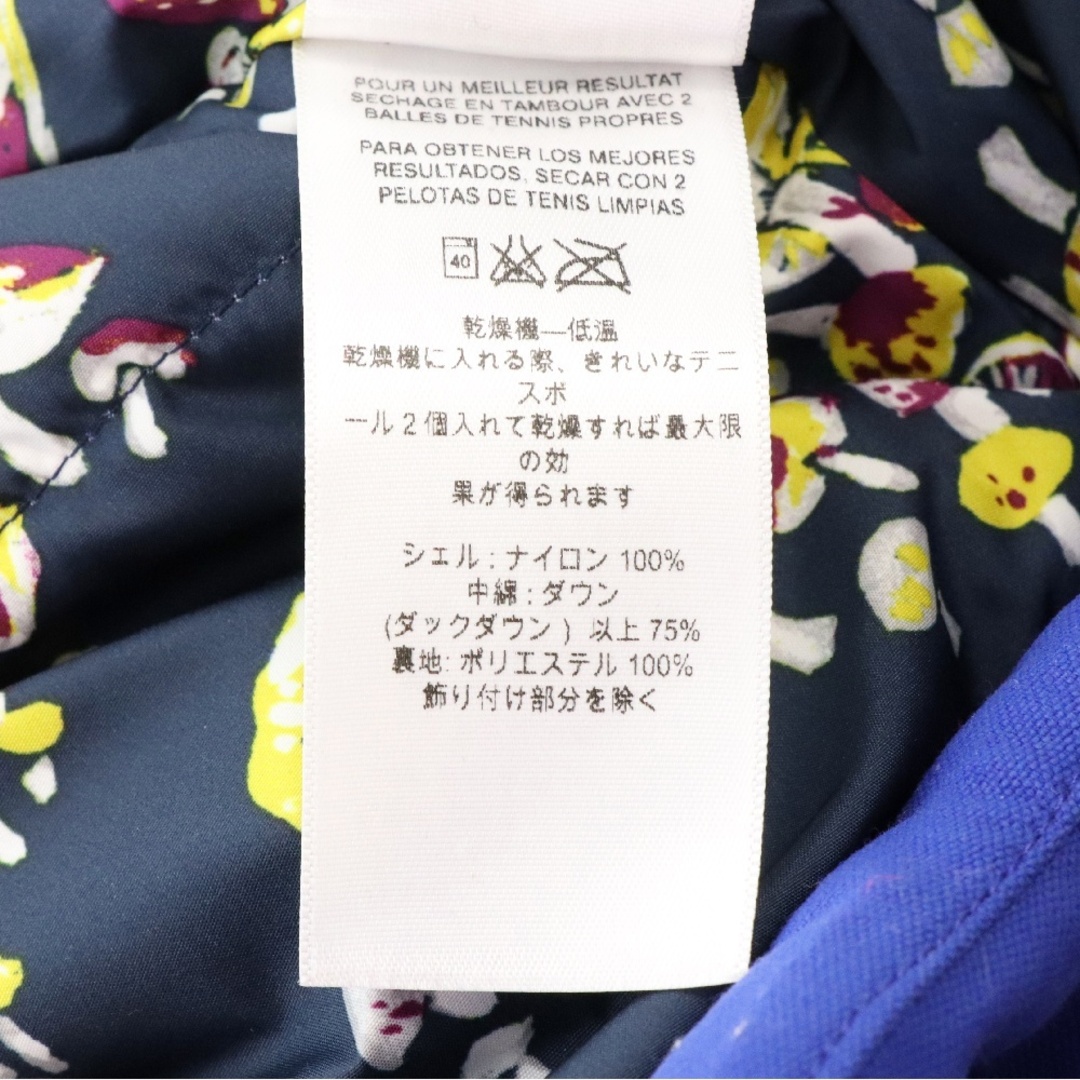 POUR UN MEILLEUR RESULTAT
SECHAGE EN TAMBOUR AVEC 2
BALLES DE TENNIS PROPRES
PARA OBTENER LOS MEJORES
RESULTADOS, SECAR CON 2
PELOTAS DE TENIS LIMPIAS
40
乾燥機—低温
乾燥機に入れる際、きれいなテニ
スボ
ール2個入れて乾燥すれば最大限
の効
果が得られます
シェル : ナイロン 100%
中綿 : ダウン
(ダックダウン ) 以上 75%
裏地: ポリエステル 100%
飾り付け部分を除く